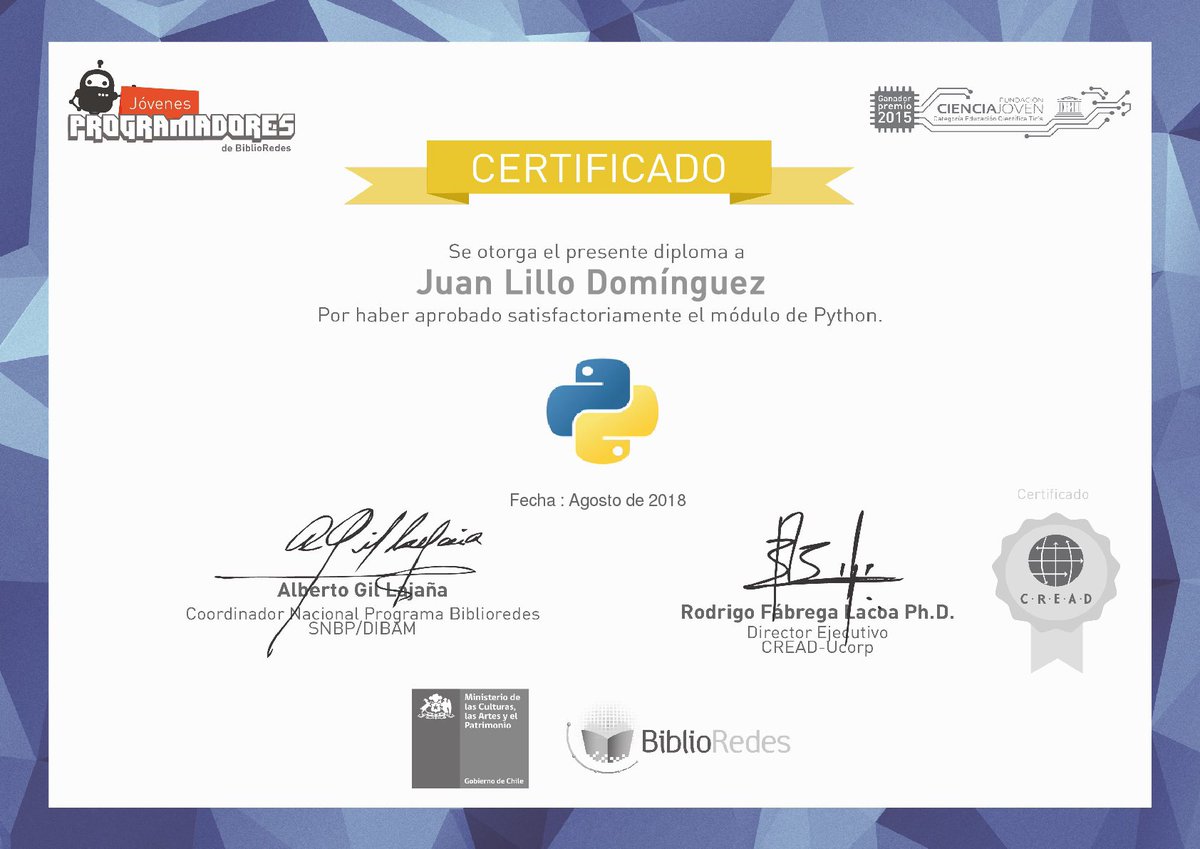 Jóvenes
PROGRAMADORES
de BiblioRedes
Ganador
premio
2015
FUNDACIÓN
CIENCIAJOVEN
Categoría Educación Científica Tic's
CERTIFICADO
Se otorga el presente diploma a
Juan Lillo Domínguez
Por haber aprobado satisfactoriamente el módulo de Python.
Fecha : Agosto de 2018
Alberto Gil Lajaña
Coordinador Nacional Programa Biblioredes
SNBP/DIBAM
Rodrigo Fábrega Lacoa Ph.D.
Director Ejecutivo
CREAD-Ucorp
Certificado
C·R·E·A·D
Ministerio de
las Culturas,
las Artes y el
Patrimonio
Gobierno de Chile
BiblioRedes